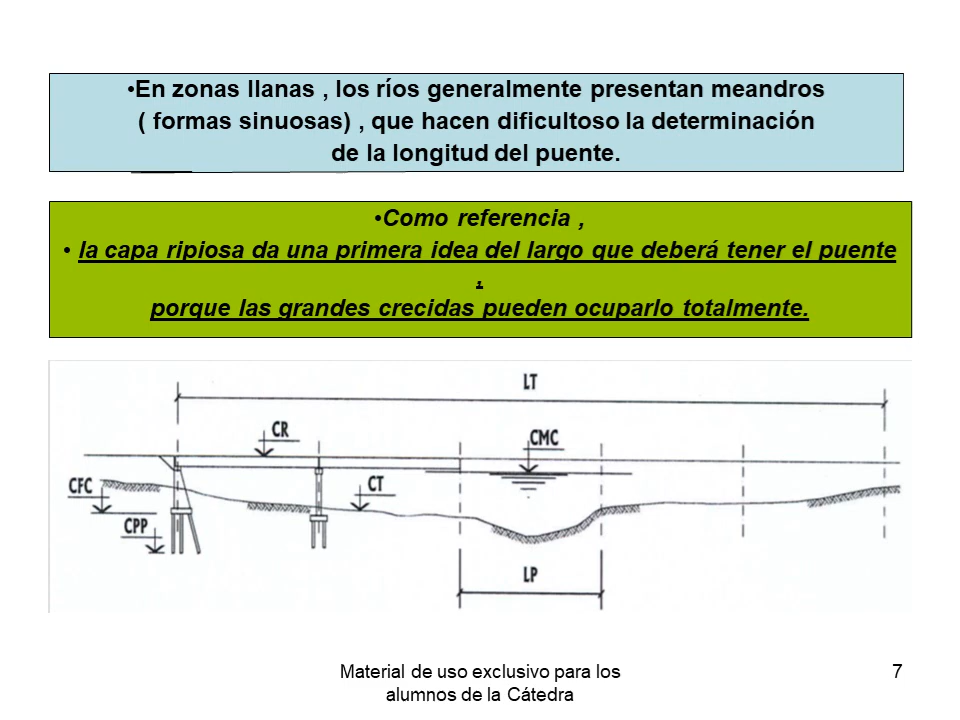 •En zonas llanas , los ríos generalmente presentan meandros
( formas sinuosas) , que hacen dificultoso la determinación
de la longitud del puente.
•Como referencia ,
• la capa ripiosa da una primera idea del largo que deberá tener el puente
,
porque las grandes crecidas pueden ocuparlo totalmente.
LT
CR
CMC
CFC
CT
CPP
LP
Material de uso exclusivo para los
alumnos de la Cátedra
7